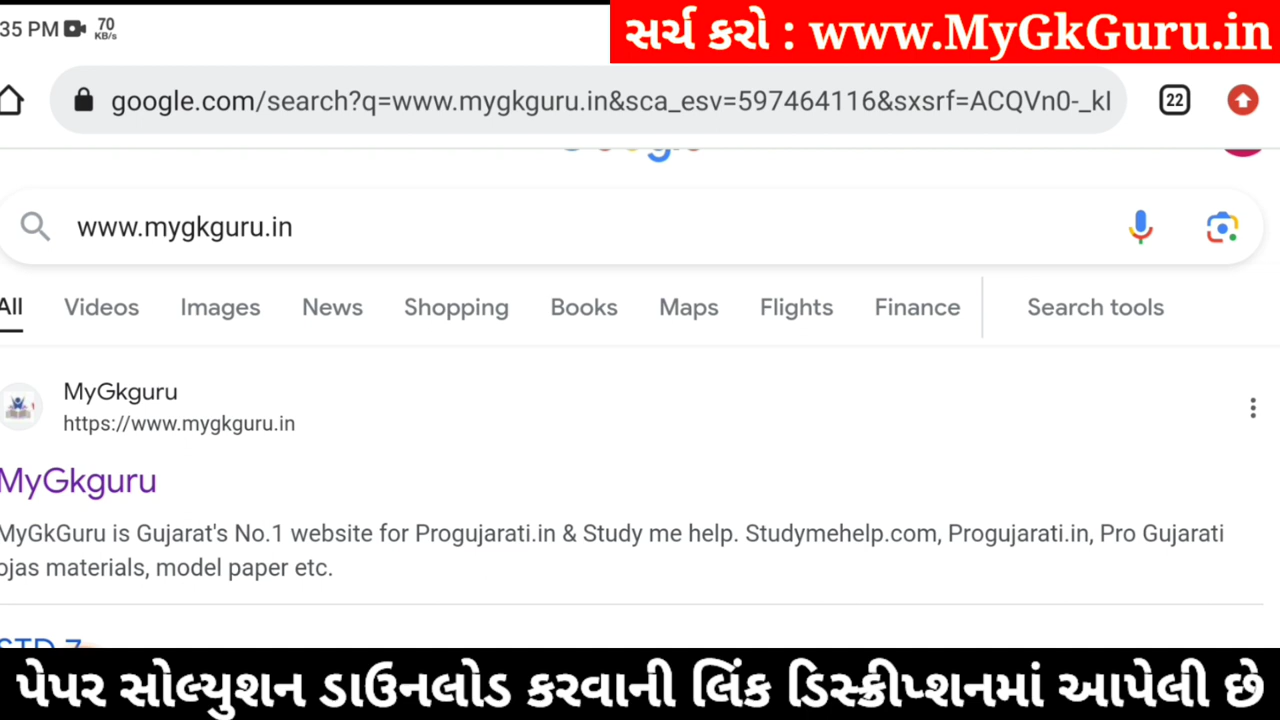 35 PM 70 KB/s
સર્ચ કરો : www.MyGkGuru.in
google.com/search?q=www.mygkguru.in&sca_esv=597464116&sxsrf=ACQVn0-_kI
22
www.mygkguru.in
All Videos Images News Shopping Books Maps Flights Finance Search tools
MyGkguru
https://www.mygkguru.in
MyGkguru
MyGkGuru is Gujarat's No.1 website for Progujarati.in & Study me help. Studymehelp.com, Progujarati.in, Pro Gujarati
ojas materials, model paper etc.
STD 7
પેપર સોલ્યુશન ડાઉનલોડ કરવાની લિંક ડિસ્ક્રીપ્શનમાં આપેલી છે